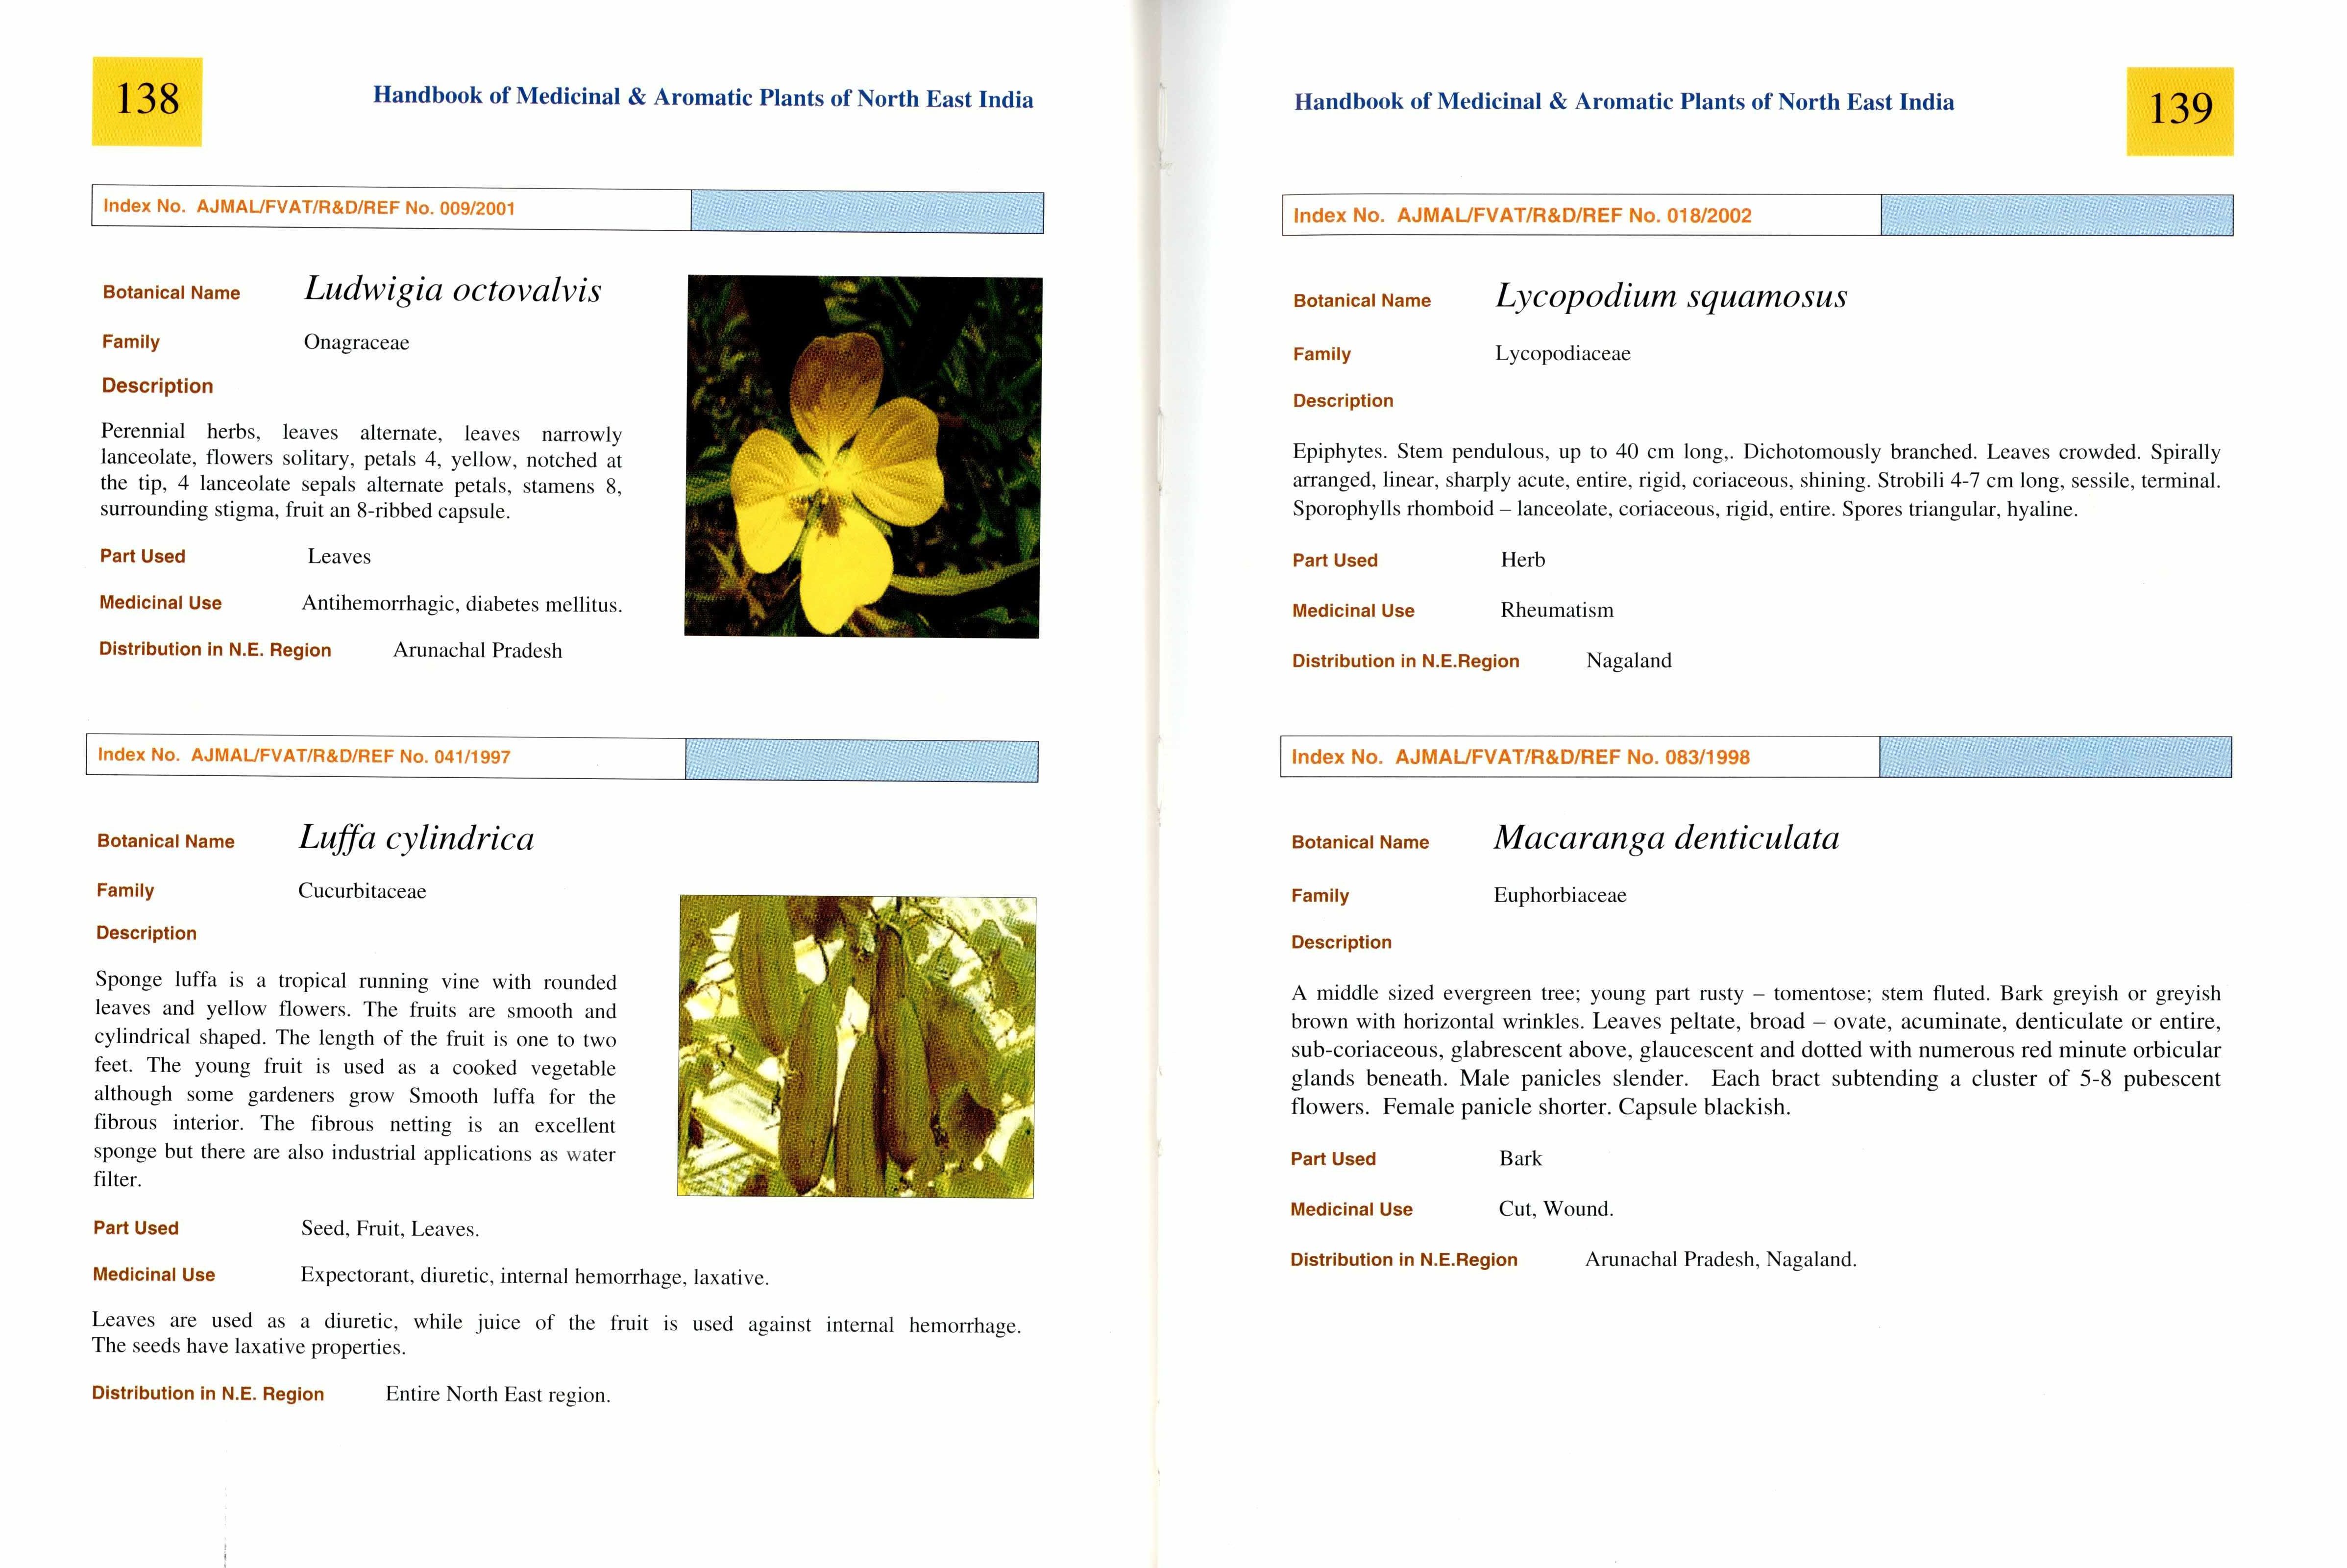 138
Handbook of Medicinal & Aromatic Plants of North East India
Index No. AJMAL/FVAT/R&D/REF No. 009/2001
Botanical Name Ludwigia octovalvis
Family Onagraceae
Description
Perennial herbs, leaves alternate, leaves narrowly
lanceolate, flowers solitary, petals 4, yellow, notched at
the tip, 4 lanceolate sepals alternate petals, stamens 8,
surrounding stigma, fruit an 8-ribbed capsule.
Part Used Leaves
Medicinal Use Antihemorrhagic, diabetes mellitus.
Distribution in N.E. Region Arunachal Pradesh
Index No. AJMAL/FVAT/R&D/REF No. 041/1997
Botanical Name Luffa cylindrica
Family Cucurbitaceae
Description
Sponge luffa is a tropical running vine with rounded
leaves and yellow flowers. The fruits are smooth and
cylindrical shaped. The length of the fruit is one to two
feet. The young fruit is used as a cooked vegetable
although some gardeners grow Smooth luffa for the
fibrous interior. The fibrous netting is an excellent
sponge but there are also industrial applications as water
filter.
Part Used Seed, Fruit, Leaves.
Medicinal Use Expectorant, diuretic, internal hemorrhage, laxative.
Leaves are used as a diuretic, while juice of the fruit is used against internal hemorrhage.
The seeds have laxative properties.
Distribution in N.E. Region Entire North East region.
Handbook of Medicinal & Aromatic Plants of North East India
139
Index No. AJMAL/FVAT/R&D/REF No. 018/2002
Botanical Name Lycopodium squamosus
Family Lycopodiaceae
Description
Epiphytes. Stem pendulous, up to 40 cm long,. Dichotomously branched. Leaves crowded. Spirally
arranged, linear, sharply acute, entire, rigid, coriaceous, shining. Strobili 4-7 cm long, sessile, terminal.
Sporophylls rhomboid – lanceolate, coriaceous, rigid, entire. Spores triangular, hyaline.
Part Used Herb
Medicinal Use Rheumatism
Distribution in N.E.Region Nagaland
Index No. AJMAL/FVAT/R&D/REF No. 083/1998
Botanical Name Macaranga denticulata
Family Euphorbiaceae
Description
A middle sized evergreen tree; young part rusty – tomentose; stem fluted. Bark greyish or greyish
brown with horizontal wrinkles. Leaves peltate, broad – ovate, acuminate, denticulate or entire,
sub-coriaceous, glabrescent above, glaucescent and dotted with numerous red minute orbicular
glands beneath. Male panicles slender. Each bract subtending a cluster of 5-8 pubescent
flowers. Female panicle shorter. Capsule blackish.
Part Used Bark
Medicinal Use Cut, Wound.
Distribution in N.E.Region Arunachal Pradesh, Nagaland.